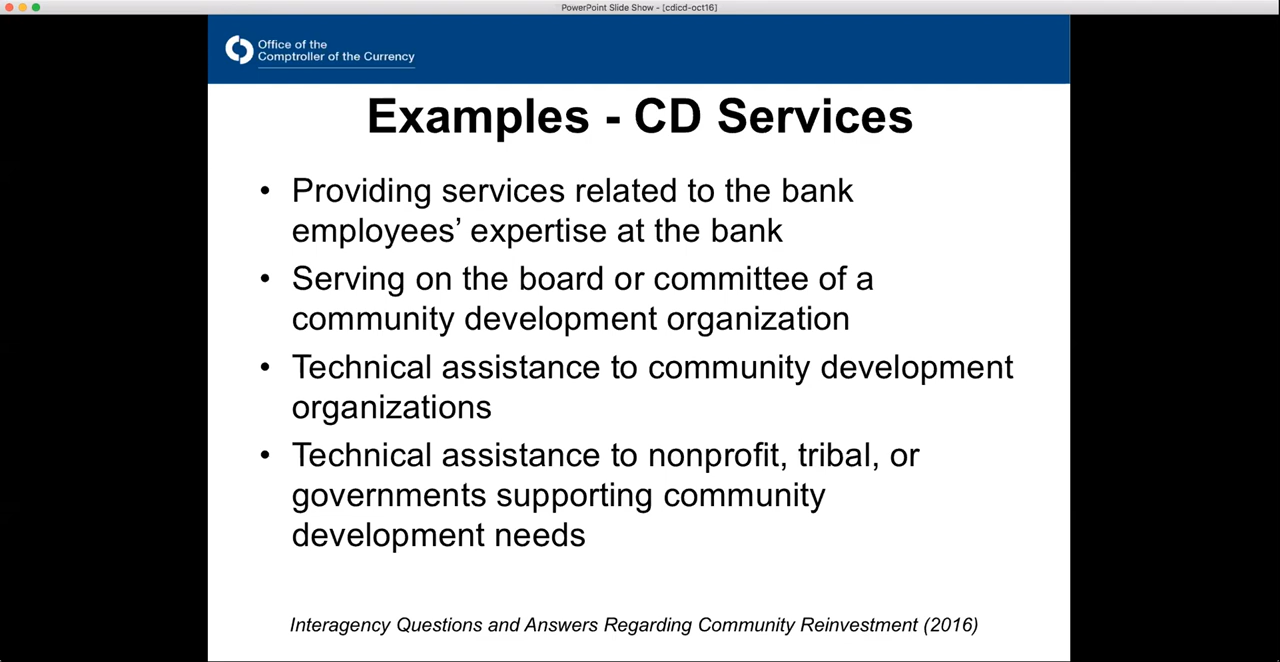 PowerPoint Slide Show - [cdicd-oct16]
Office of the
Comptroller of the Currency
Examples - CD Services
• Providing services related to the bank
employees’ expertise at the bank
• Serving on the board or committee of a
community development organization
• Technical assistance to community development
organizations
• Technical assistance to nonprofit, tribal, or
governments supporting community
development needs
Interagency Questions and Answers Regarding Community Reinvestment (2016)